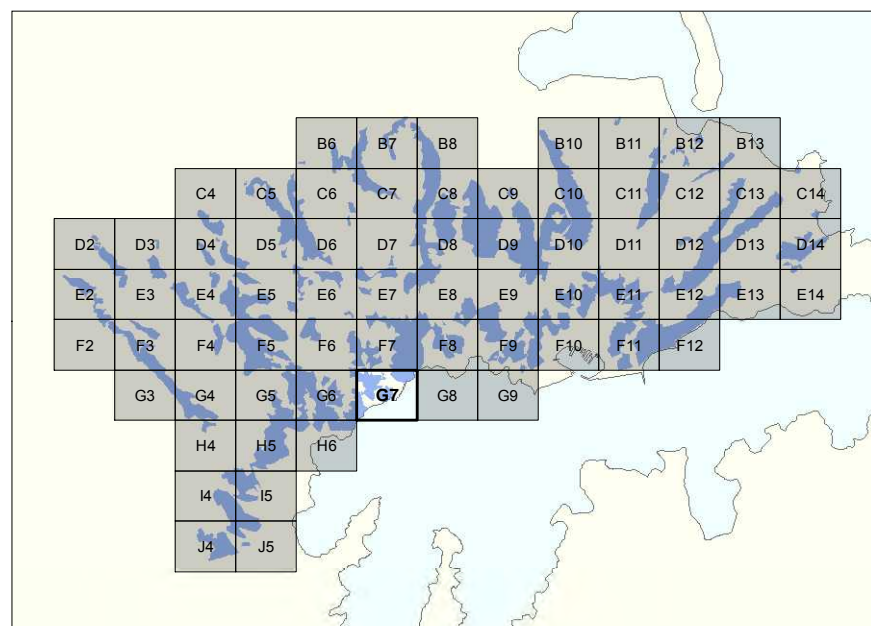 B6 B7 B8 B10 B11 B12 B13
C4 C5 C6 C7 C8 C9 C10 C11 C12 C13 C14
D2 D3 D4 D5 D6 D7 D8 D9 D10 D11 D12 D13 D14
E2 E3 E4 E5 E6 E7 E8 E9 E10 E11 E12 E13 E14
F2 F3 F4 F5 F6 F7 F8 F9 F10 F11 F12
G3 G4 G5 G6 G7 G8 G9
H4 H5 H6
I4 I5
J4 J5